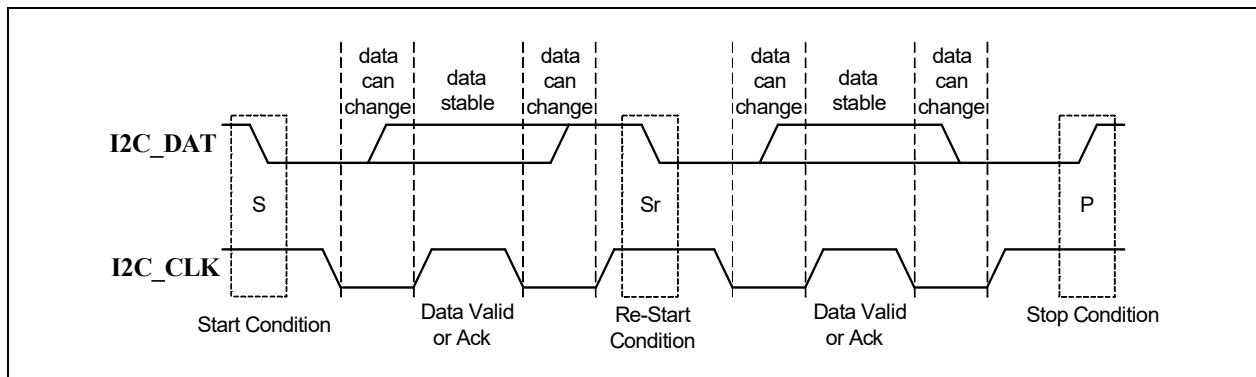 data
can
change
data
stable
data
can
change
data
can
change
data
stable
data
can
change
I2C_DAT
S
Sr
P
I2C_CLK
Start Condition
Data Valid
or Ack
Re-Start
Condition
Data Valid
or Ack
Stop Condition